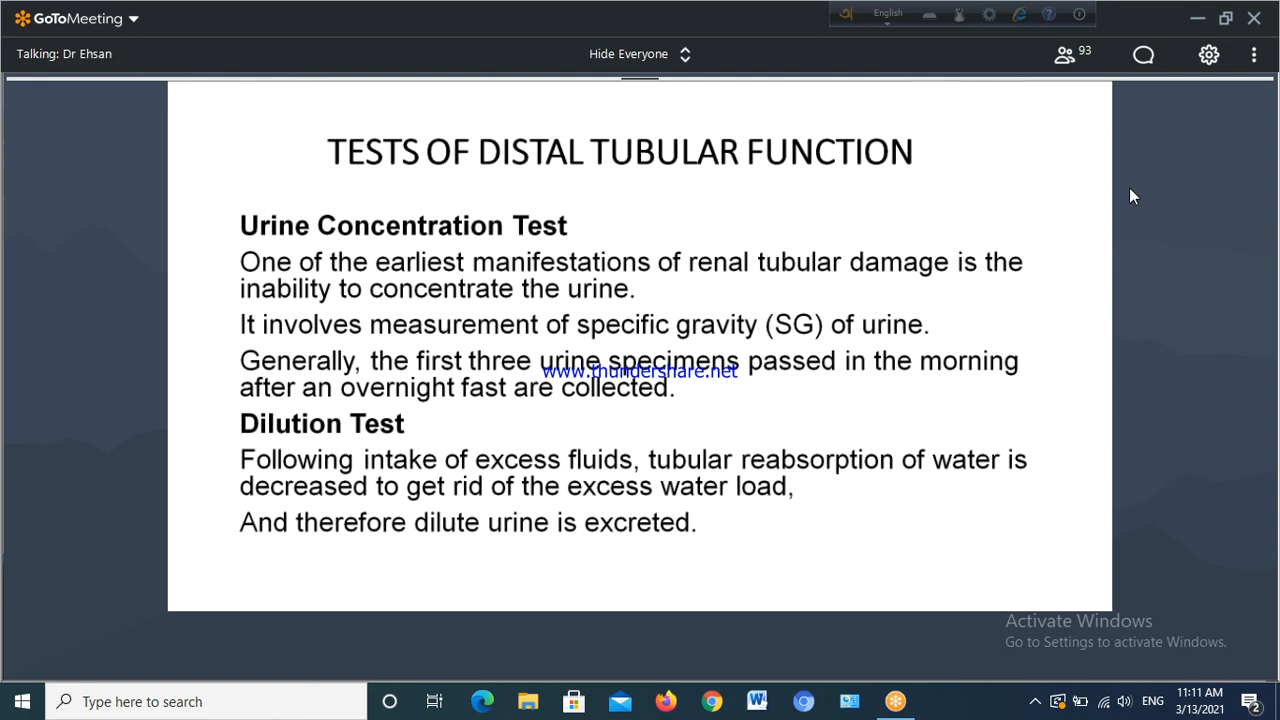 GoToMeeting
English
Talking: Dr Ehsan
Hide Everyone
93
TESTS OF DISTAL TUBULAR FUNCTION
Urine Concentration Test
One of the earliest manifestations of renal tubular damage is the
inability to concentrate the urine.
It involves measurement of specific gravity (SG) of urine.
Generally, the first three urine specimens passed in the morning
www.thundershare.net
after an overnight fast are collected.
Dilution Test
Following intake of excess fluids, tubular reabsorption of water is
decreased to get rid of the excess water load,
And therefore dilute urine is excreted.
Activate Windows
Go to Settings to activate Windows.
Type here to search
ENG
11:11 AM
3/13/2021
2